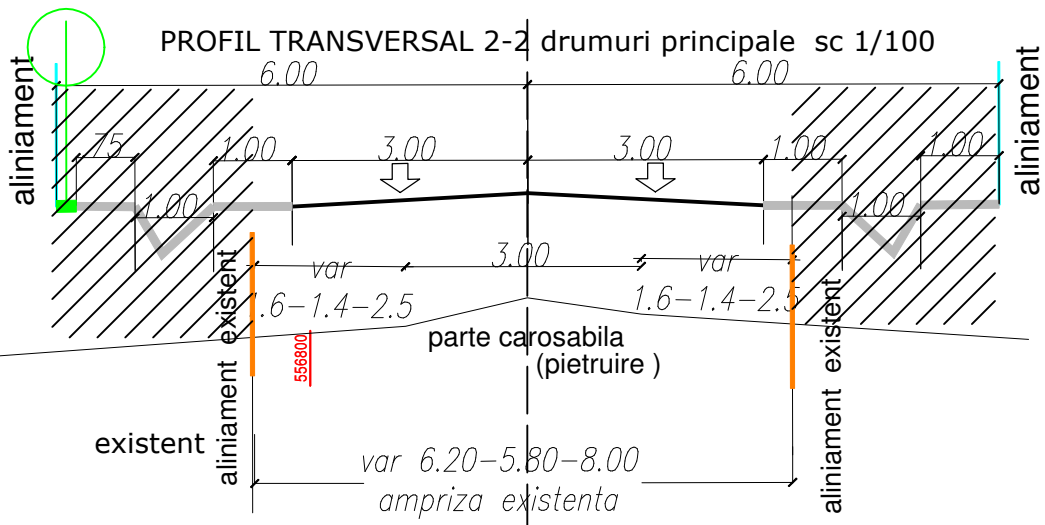 PROFIL TRANSVERSAL 2-2 drumuri principale sc 1/100
6.00
6.00
aliniament
aliniament
.75
1.00
3.00
3.00
1.00
1.00
1.00
1.00
var
3.00
var
1.6-1.4-2.5
1.6-1.4-2.5
aliniament existent
aliniament existent
556800
parte carosabila
(pietruire )
existent
var 6.20-5.80-8.00
ampriza existenta